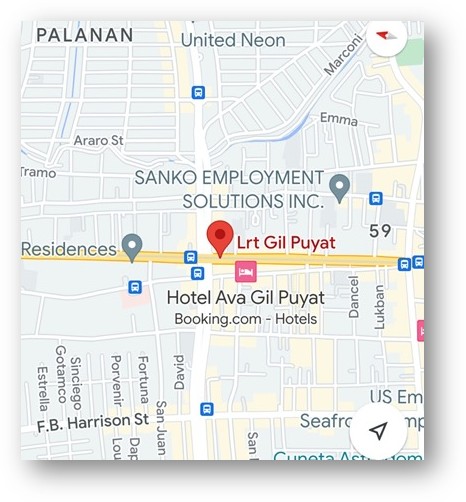 PALANAN
United Neon
Marconi
Emma
Araro St
Tramo
SANKO EMPLOYMENT
SOLUTIONS INC.
59
Lrt Gil Puyat
Residences
Hotel Ava Gil Puyat
Booking.com - Hotels
Dancel
Lukban
David
Fortuna
Porvenir
Sinciego
Gotamco
Estrella
San Juan
US Em
F.B. Harrison St
Seafro
mp
Dap
Lou
San M
Cuneta Astrodom